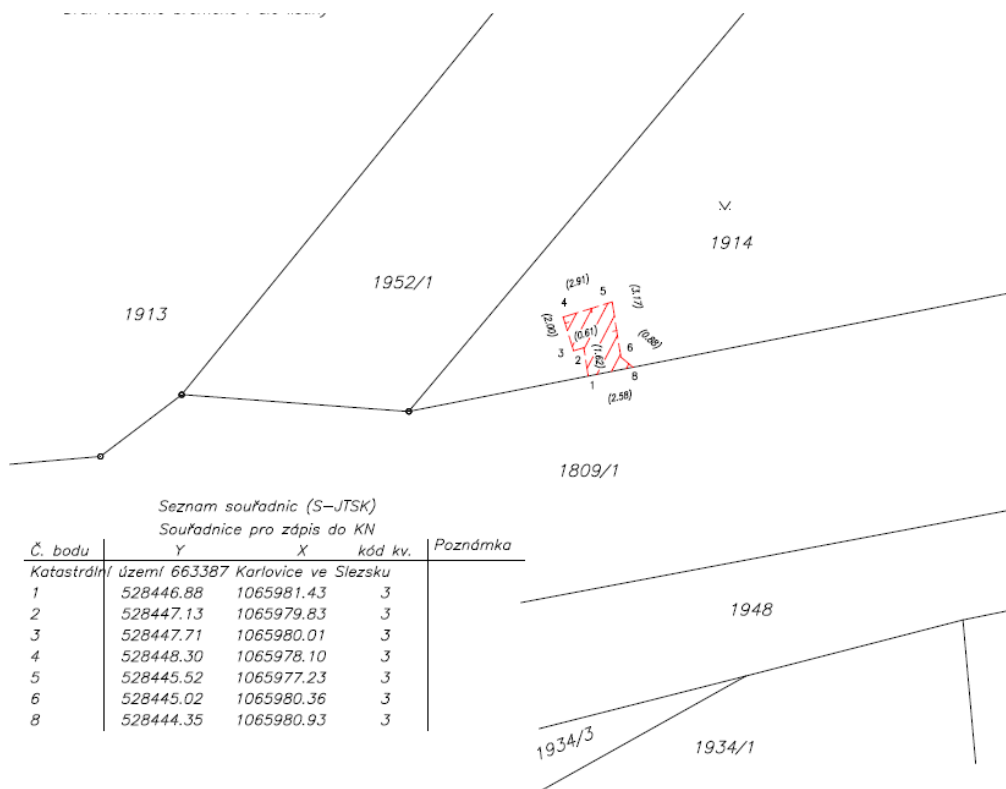 1914
1952/1
1913
(2.91)
4
5
(3.17)
(2.00)
(0.61)
3
2
(1.62)
6
(0.88)
1
8
(2.58)
1809/1
Seznam souřadnic (S-JTSK)
Souřadnice pro zápis do KN
Č. bodu Y X kód kv. Poznámka
Katastrální území 663387 Karlovice ve Slezsku
1 528446.88 1065981.43 3
2 528447.13 1065979.83 3
3 528447.71 1065980.01 3
4 528448.30 1065978.10 3
5 528445.52 1065977.23 3
6 528445.02 1065980.36 3
8 528444.35 1065980.93 3
1948
1934/3
1934/1